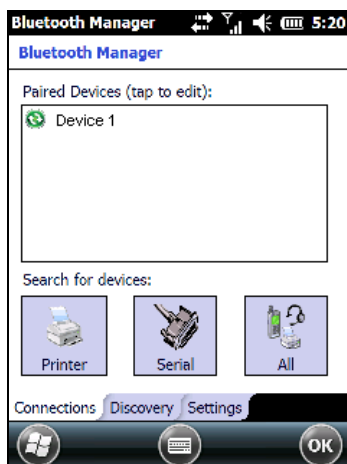 Bluetooth Manager 5:20
Bluetooth Manager
Paired Devices (tap to edit):
Device 1
Search for devices:
Printer Serial All
Connections Discovery Settings
OK